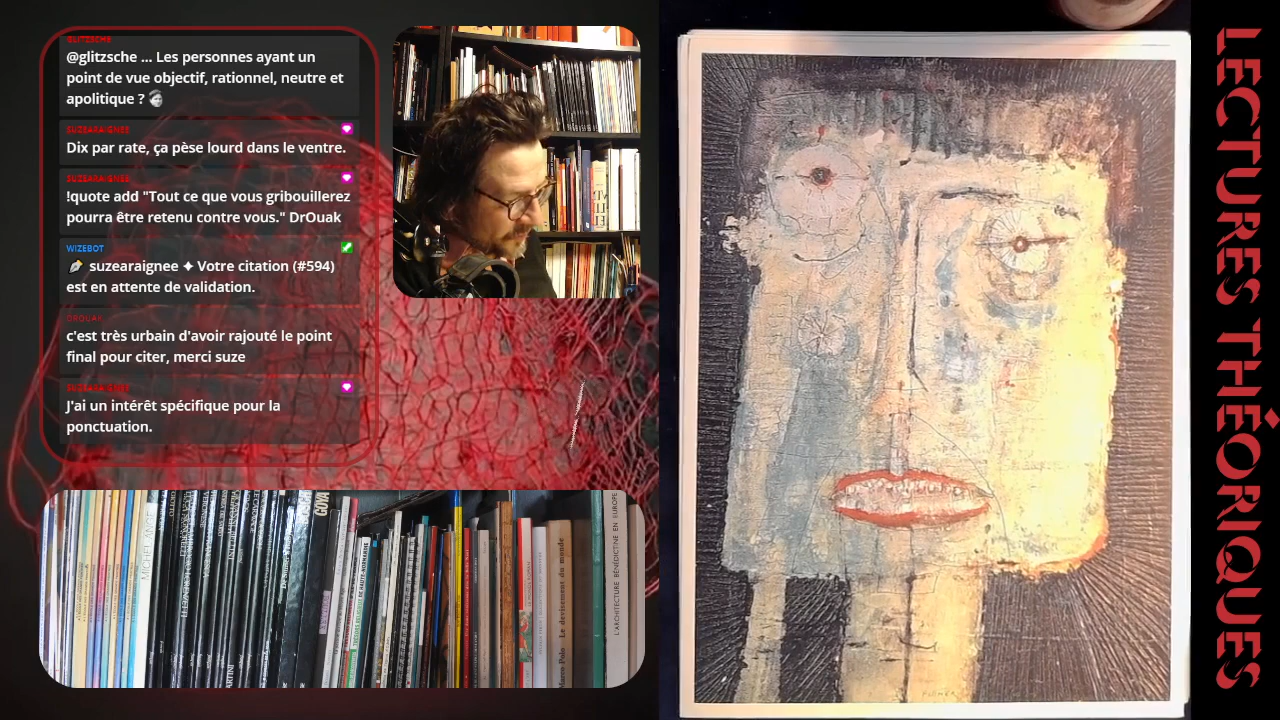 GLITZSCHE
@glitzsche ... Les personnes ayant un
point de vue objectif, rationnel, neutre et
apolitique ?
SUZEARAIGNEE
Dix par rate, ça pèse lourd dans le ventre.
SUZEARAIGNEE
!quote add "Tout ce que vous gribouillerez
pourra être retenu contre vous." DrOuak
WIZEBOT
suzearaignee ✦ Votre citation (#594)
est en attente de validation.
DROUAK
c'est très urbain d'avoir rajouté le point
final pour citer, merci suze
SUZEARAIGNEE
J'ai un intérêt spécifique pour la
ponctuation.
MICHEL ANGE
GOYA
Marco Polo Le devisement du monde
L'ARCHITECTURE BÉNÉDICTINE EN EUROPE
LECTURES THÉORIQUES